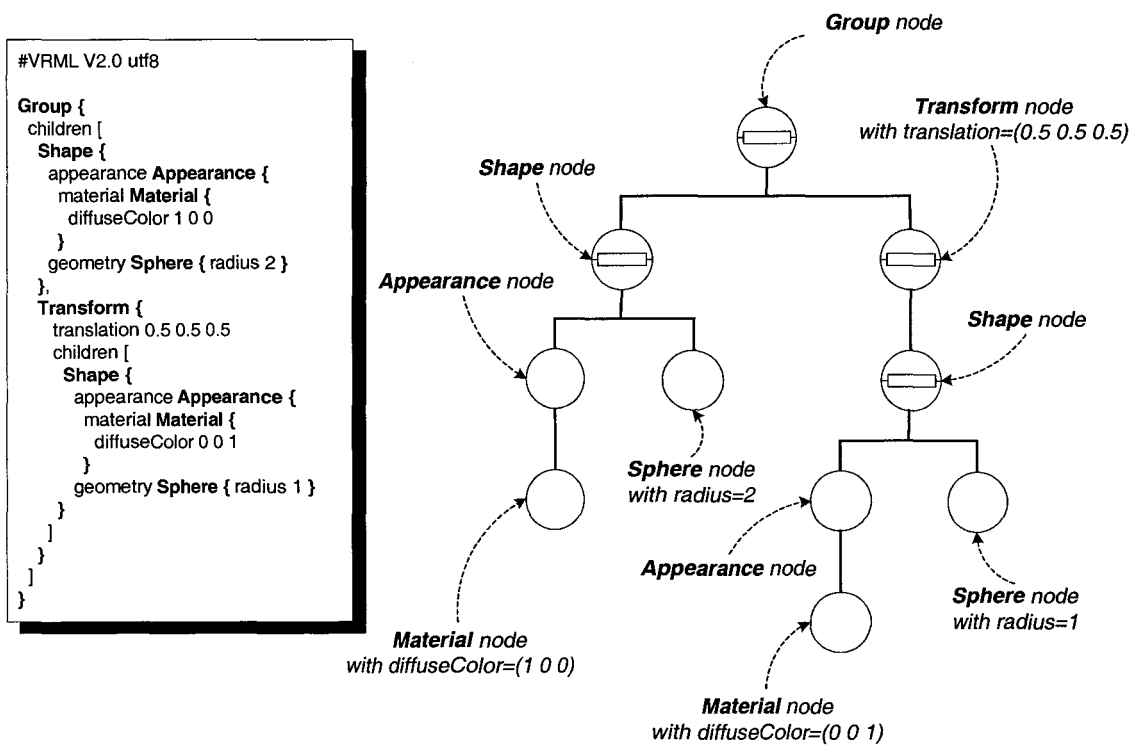 #VRML V2.0 utf8
Group {
children [
Shape {
appearance Appearance {
material Material {
diffuseColor 1 0 0
}
geometry Sphere { radius 2 }
},
Transform {
translation 0.5 0.5 0.5
children [
Shape {
appearance Appearance {
material Material {
diffuseColor 0 0 1
}
geometry Sphere { radius 1 }
}
]
}
]
}
Group node
Transform node
with translation=(0.5 0.5 0.5)
Shape node
Appearance node
Shape node
Sphere node
with radius=2
Appearance node
Sphere node
with radius=1
Material node
with diffuseColor=(1 0 0)
Material node
with diffuseColor=(0 0 1)